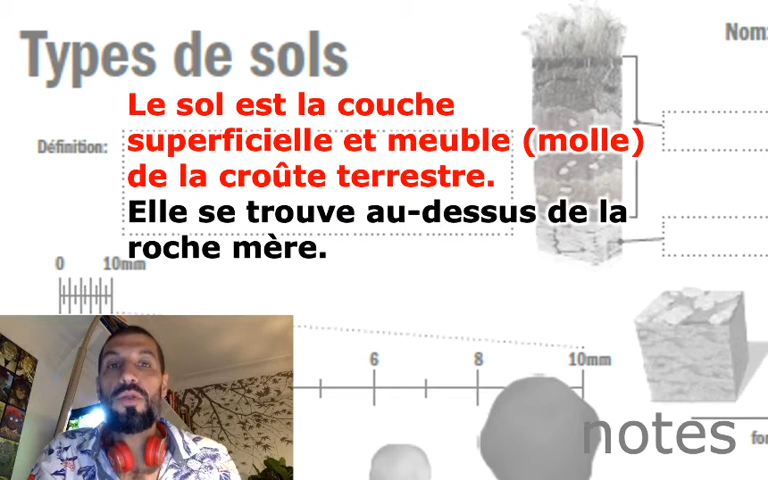 Types de sols
Nom:
Le sol est la couche
superficielle et meuble (molle)
Définition:
de la croûte terrestre.
Elle se trouve au-dessus de la
roche mère.
0 10mm
6 8 10mm
notes